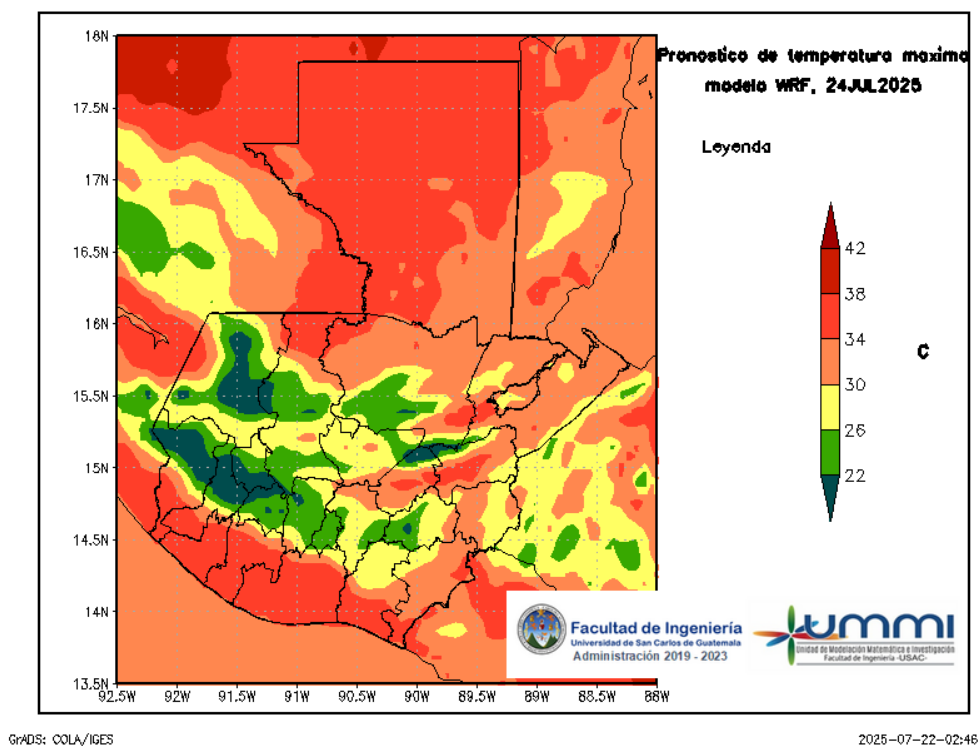 Pronostico de temperatura maxima
modelo WRF, 24JUL2025
Leyenda
42
38
34
30
26
22
C
18N
17.5N
17N
16.5N
16N
15.5N
15N
14.5N
14N
13.5N
92.5W 92W 91.5W 91W 90.5W 90W 89.5W 89W 88.5W 88W
Facultad de Ingeniería
Universidad de San Carlos de Guatemala
Administración 2019 - 2023
ummi
Unidad de Modelación Matemática e Investigación
Facultad de Ingeniería -USAC-
GrADS: COLA/IGES
2025-07-22-02:46